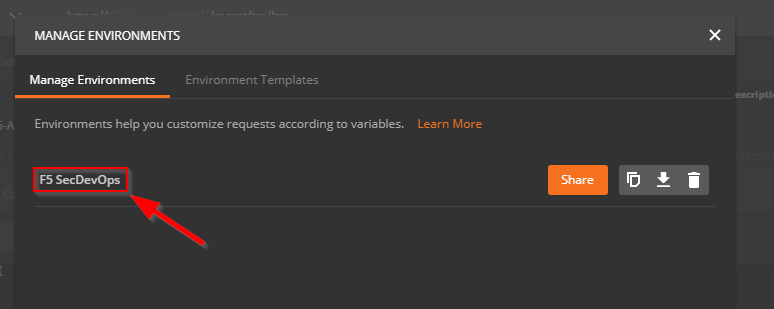 MANAGE ENVIRONMENTS
Manage Environments
Environment Templates
Environments help you customize requests according to variables. Learn More
F5 SecDevOps
Share